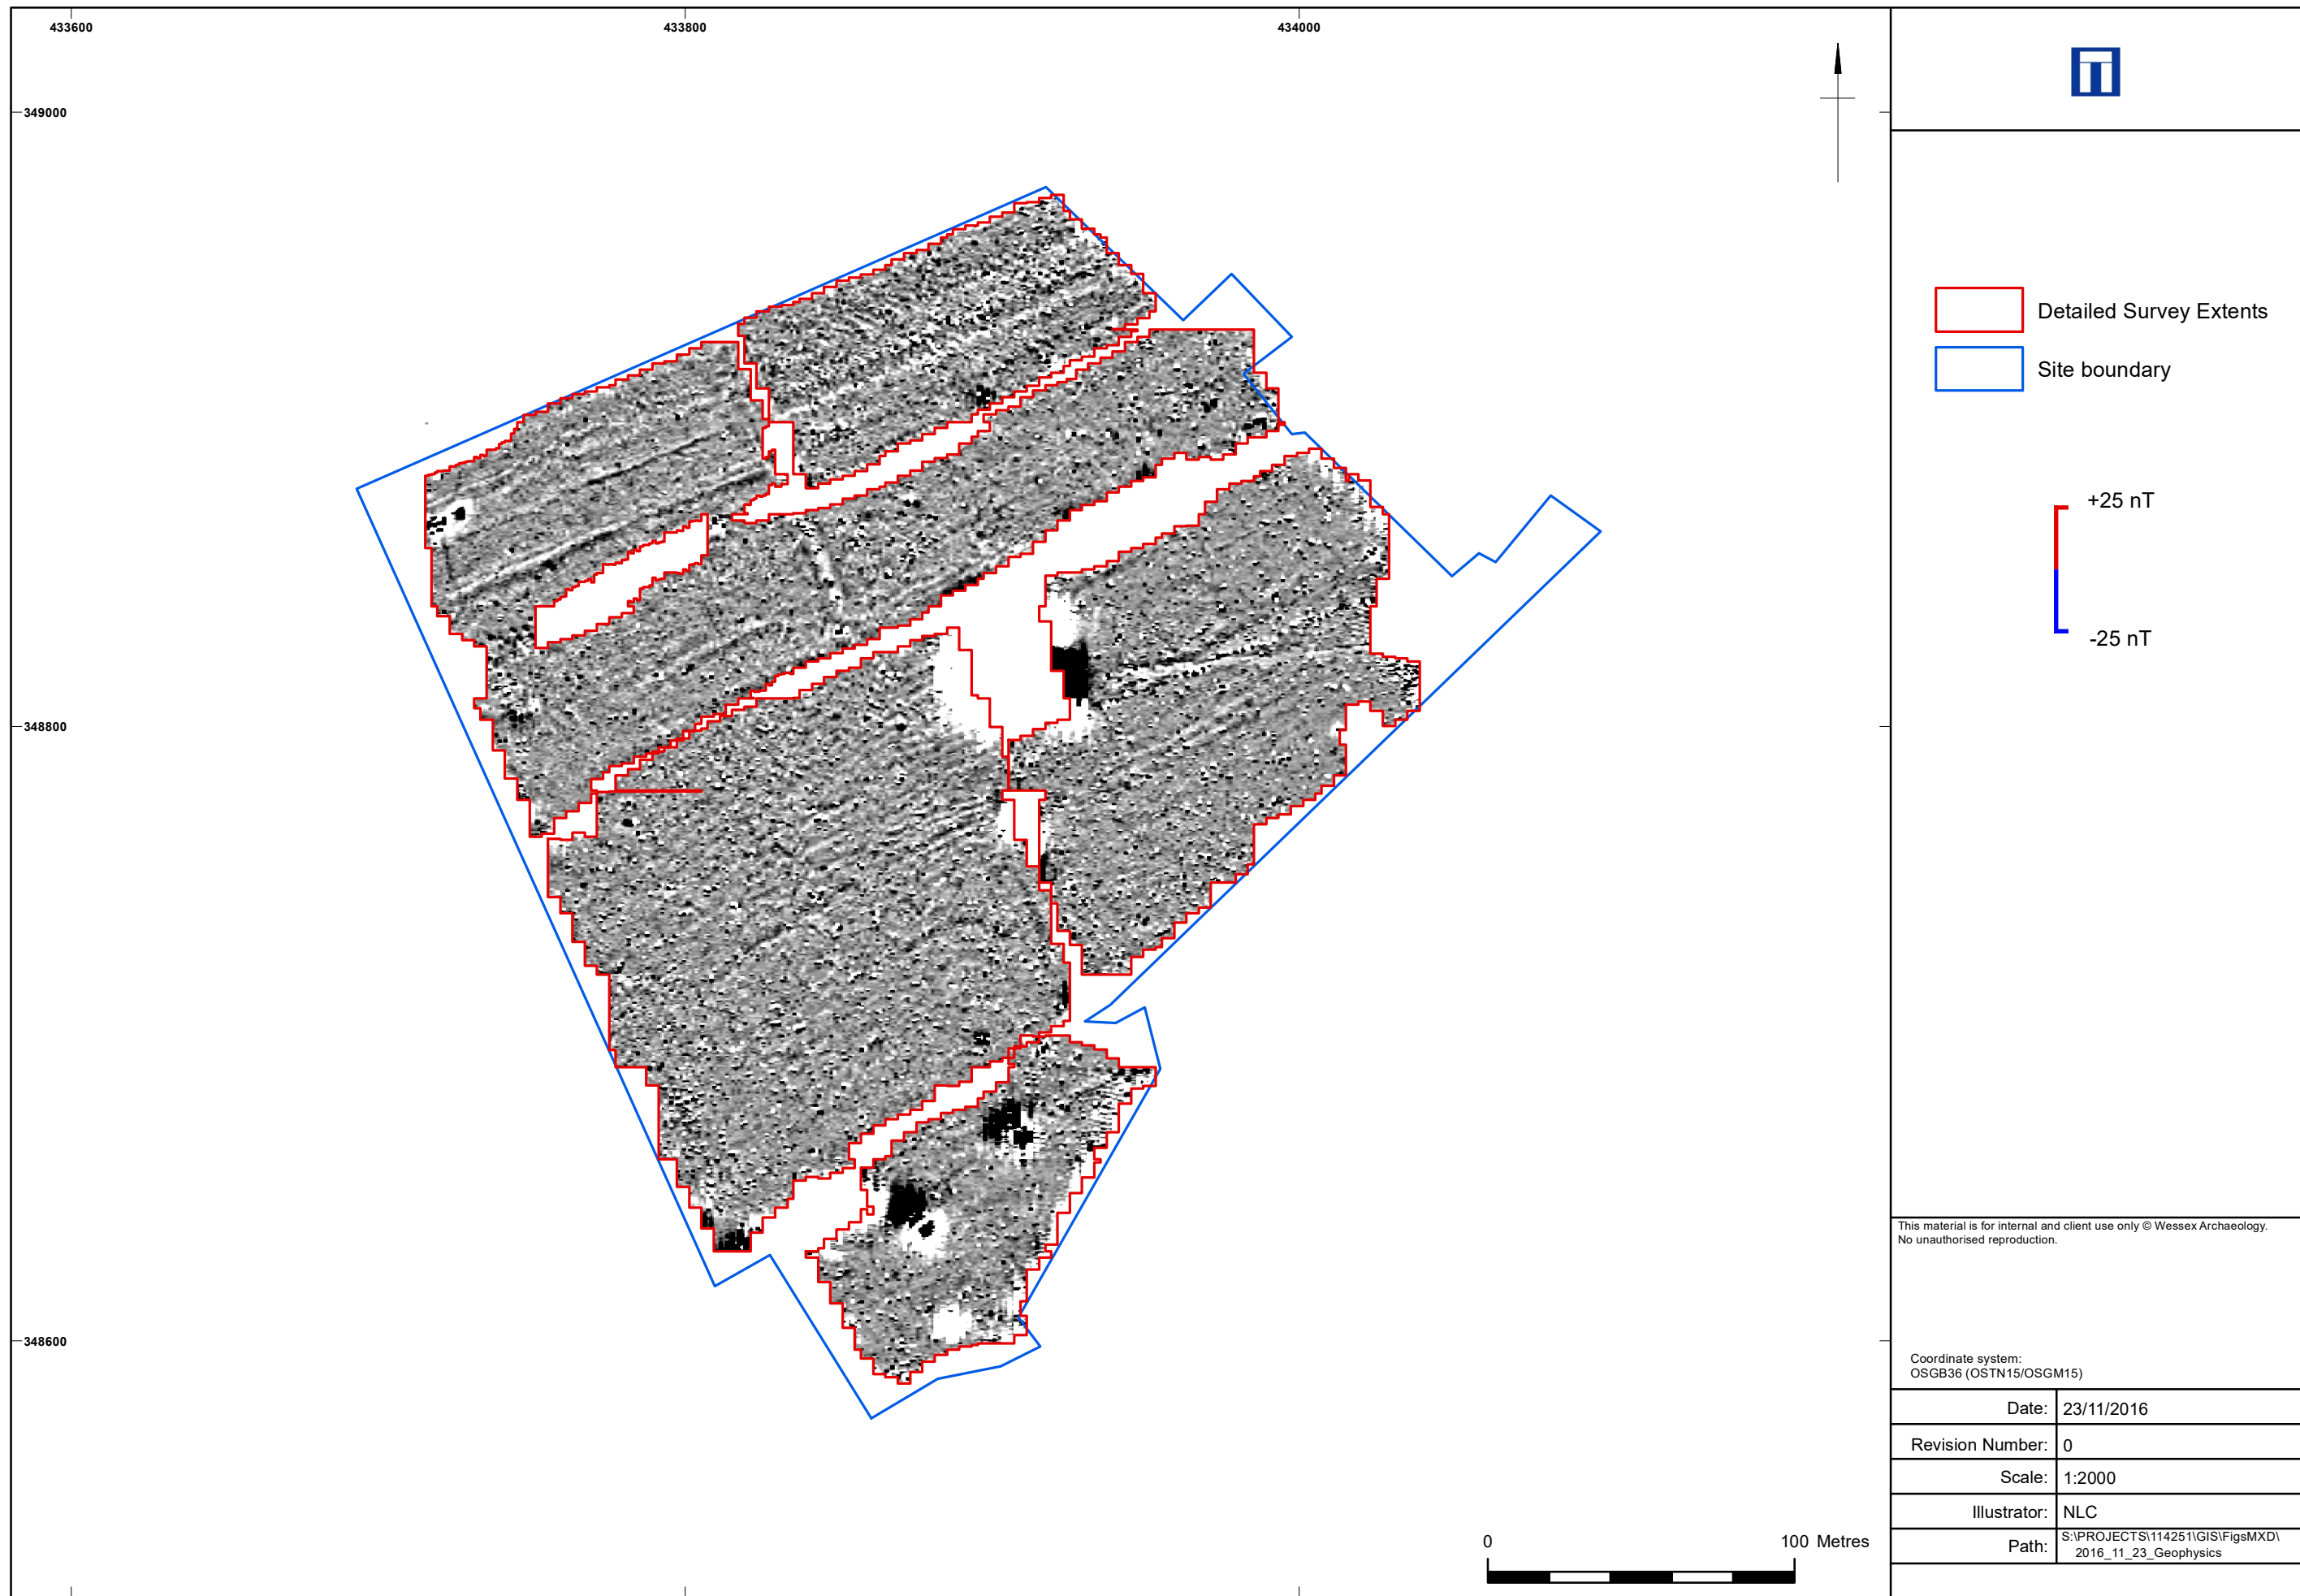 433600
433800
434000
349000
348800
348600
0
100 Metres
Detailed Survey Extents
Site boundary
+25 nT
-25 nT
This material is for internal and client use only © Wessex Archaeology.
No unauthorised reproduction.
Coordinate system:
OSGB36 (OSTN15/OSGM15)
Date: 23/11/2016
Revision Number: 0
Scale: 1:2000
Illustrator: NLC
Path: S:\PROJECTS\114251\GIS\FigsMXD\
2016_11_23_Geophysics